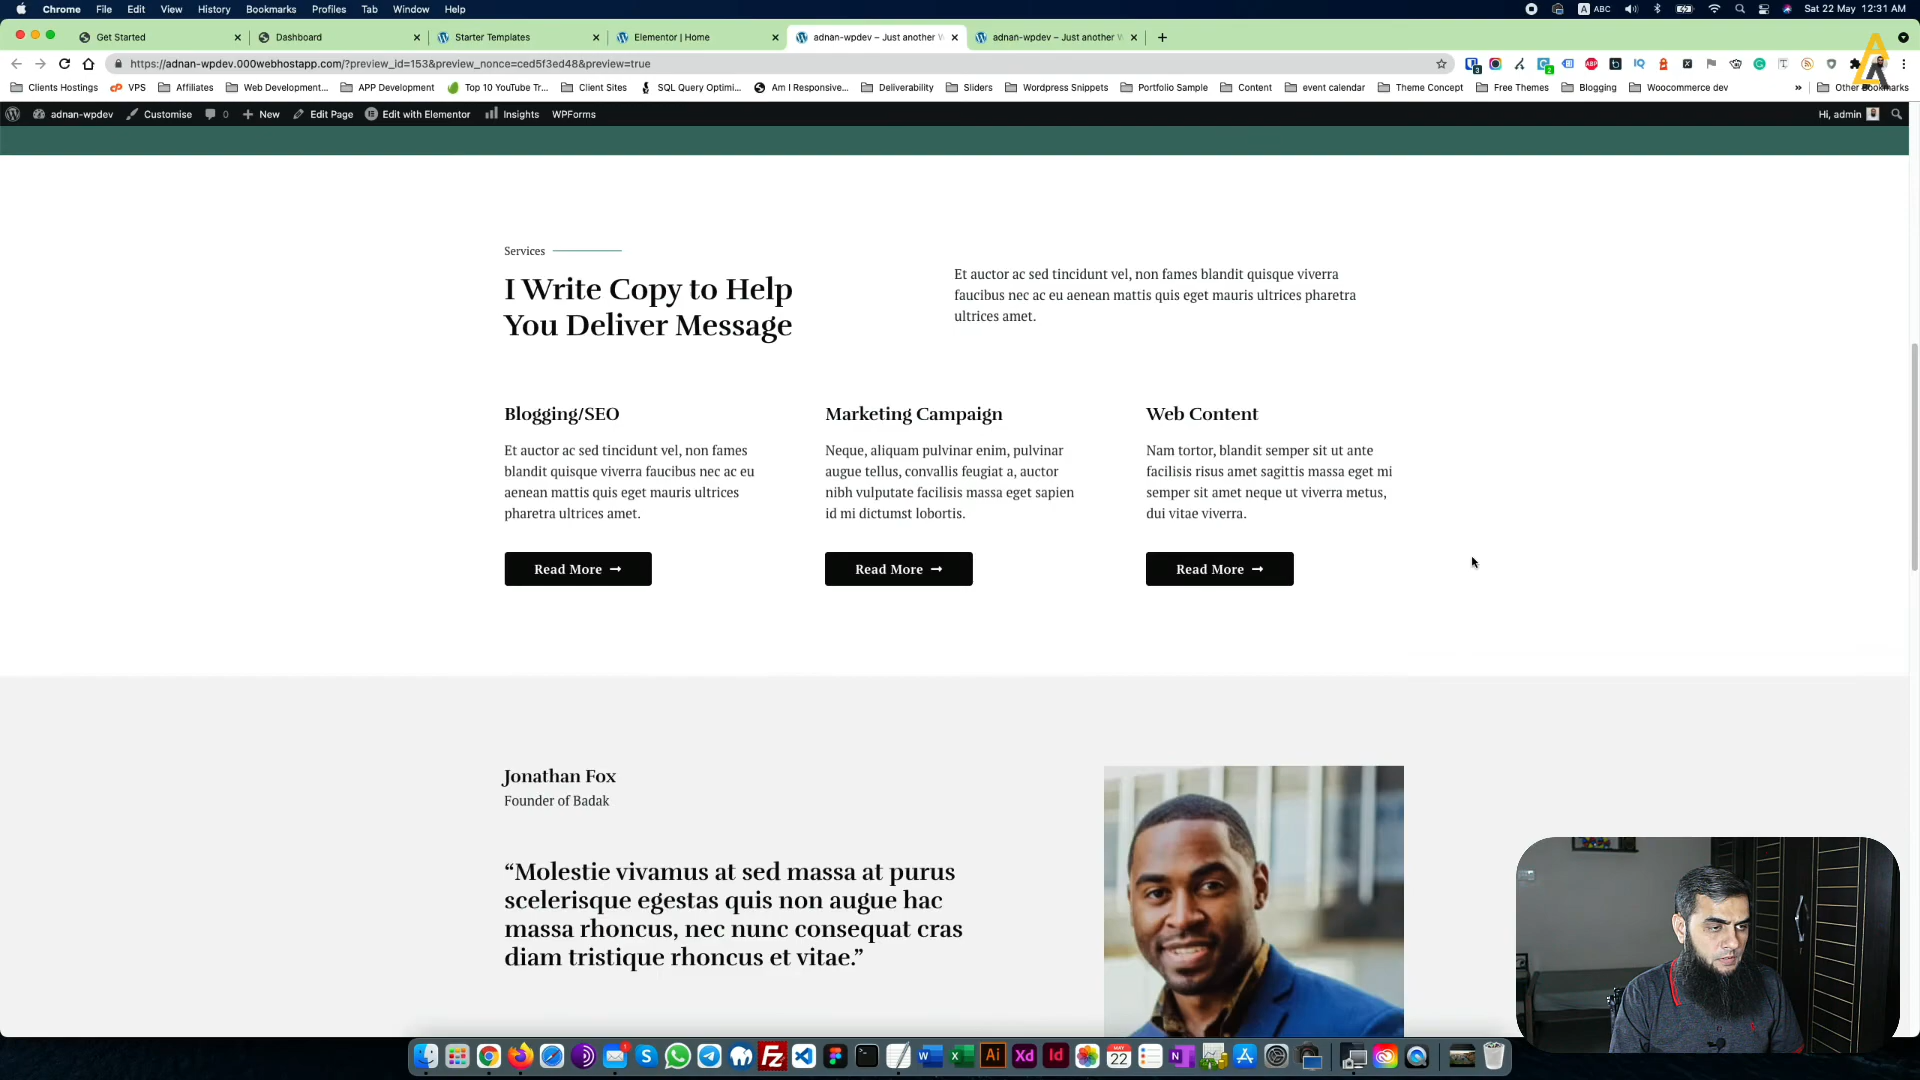 Chrome File Edit View History Bookmarks Profiles Tab Window Help
A ABC Sat 22 May 12:31 AM
Get Started
Dashboard
Starter Templates
Elementor | Home
adnan-wpdev – Just another W
adnan-wpdev – Just another W
https://adnan-wpdev.000webhostapp.com/?preview_id=153&preview_nonce=ced5f3ed48&preview=true
Clients Hostings VPS Affiliates Web Development... APP Development Top 10 YouTube Tr... Client Sites SQL Query Optimi... Am I Responsive... Deliverability Sliders Wordpress Snippets Portfolio Sample Content event calendar Theme Concept Free Themes Blogging Woocommerce dev » Other Bookmarks
adnan-wpdev Customise 0 New Edit Page Edit with Elementor Insights WPForms Hi, admin
Services
I Write Copy to Help
You Deliver Message
Et auctor ac sed tincidunt vel, non fames blandit quisque viverra
faucibus nec ac eu aenean mattis quis eget mauris ultrices pharetra
ultrices amet.
Blogging/SEO
Et auctor ac sed tincidunt vel, non fames
blandit quisque viverra faucibus nec ac eu
aenean mattis quis eget mauris ultrices
pharetra ultrices amet.
Read More →
Marketing Campaign
Neque, aliquam pulvinar enim, pulvinar
augue tellus, convallis feugiat a, auctor
nibh vulputate facilisis massa eget sapien
id mi dictumst lobortis.
Read More →
Web Content
Nam tortor, blandit semper sit ut ante
facilisis risus amet sagittis massa eget mi
semper sit amet neque ut viverra metus,
dui vitae viverra.
Read More →
Jonathan Fox
Founder of Badak
“Molestie vivamus at sed massa at purus
scelerisque egestas quis non augue hac
massa rhoncus, nec nunc consequat cras
diam tristique rhoncus et vitae.”